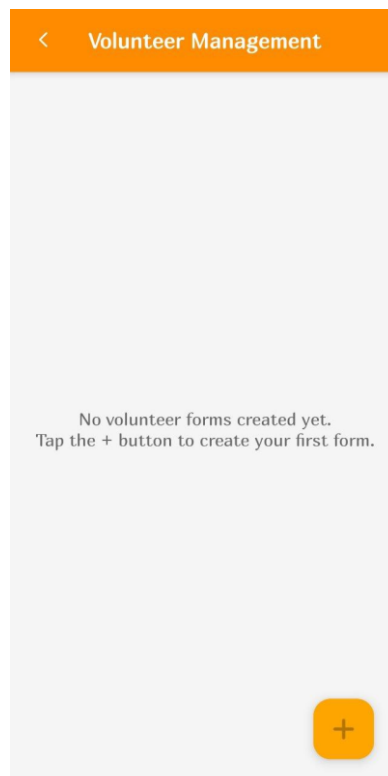 Volunteer Management
No volunteer forms created yet.
Tap the + button to create your first form.
+